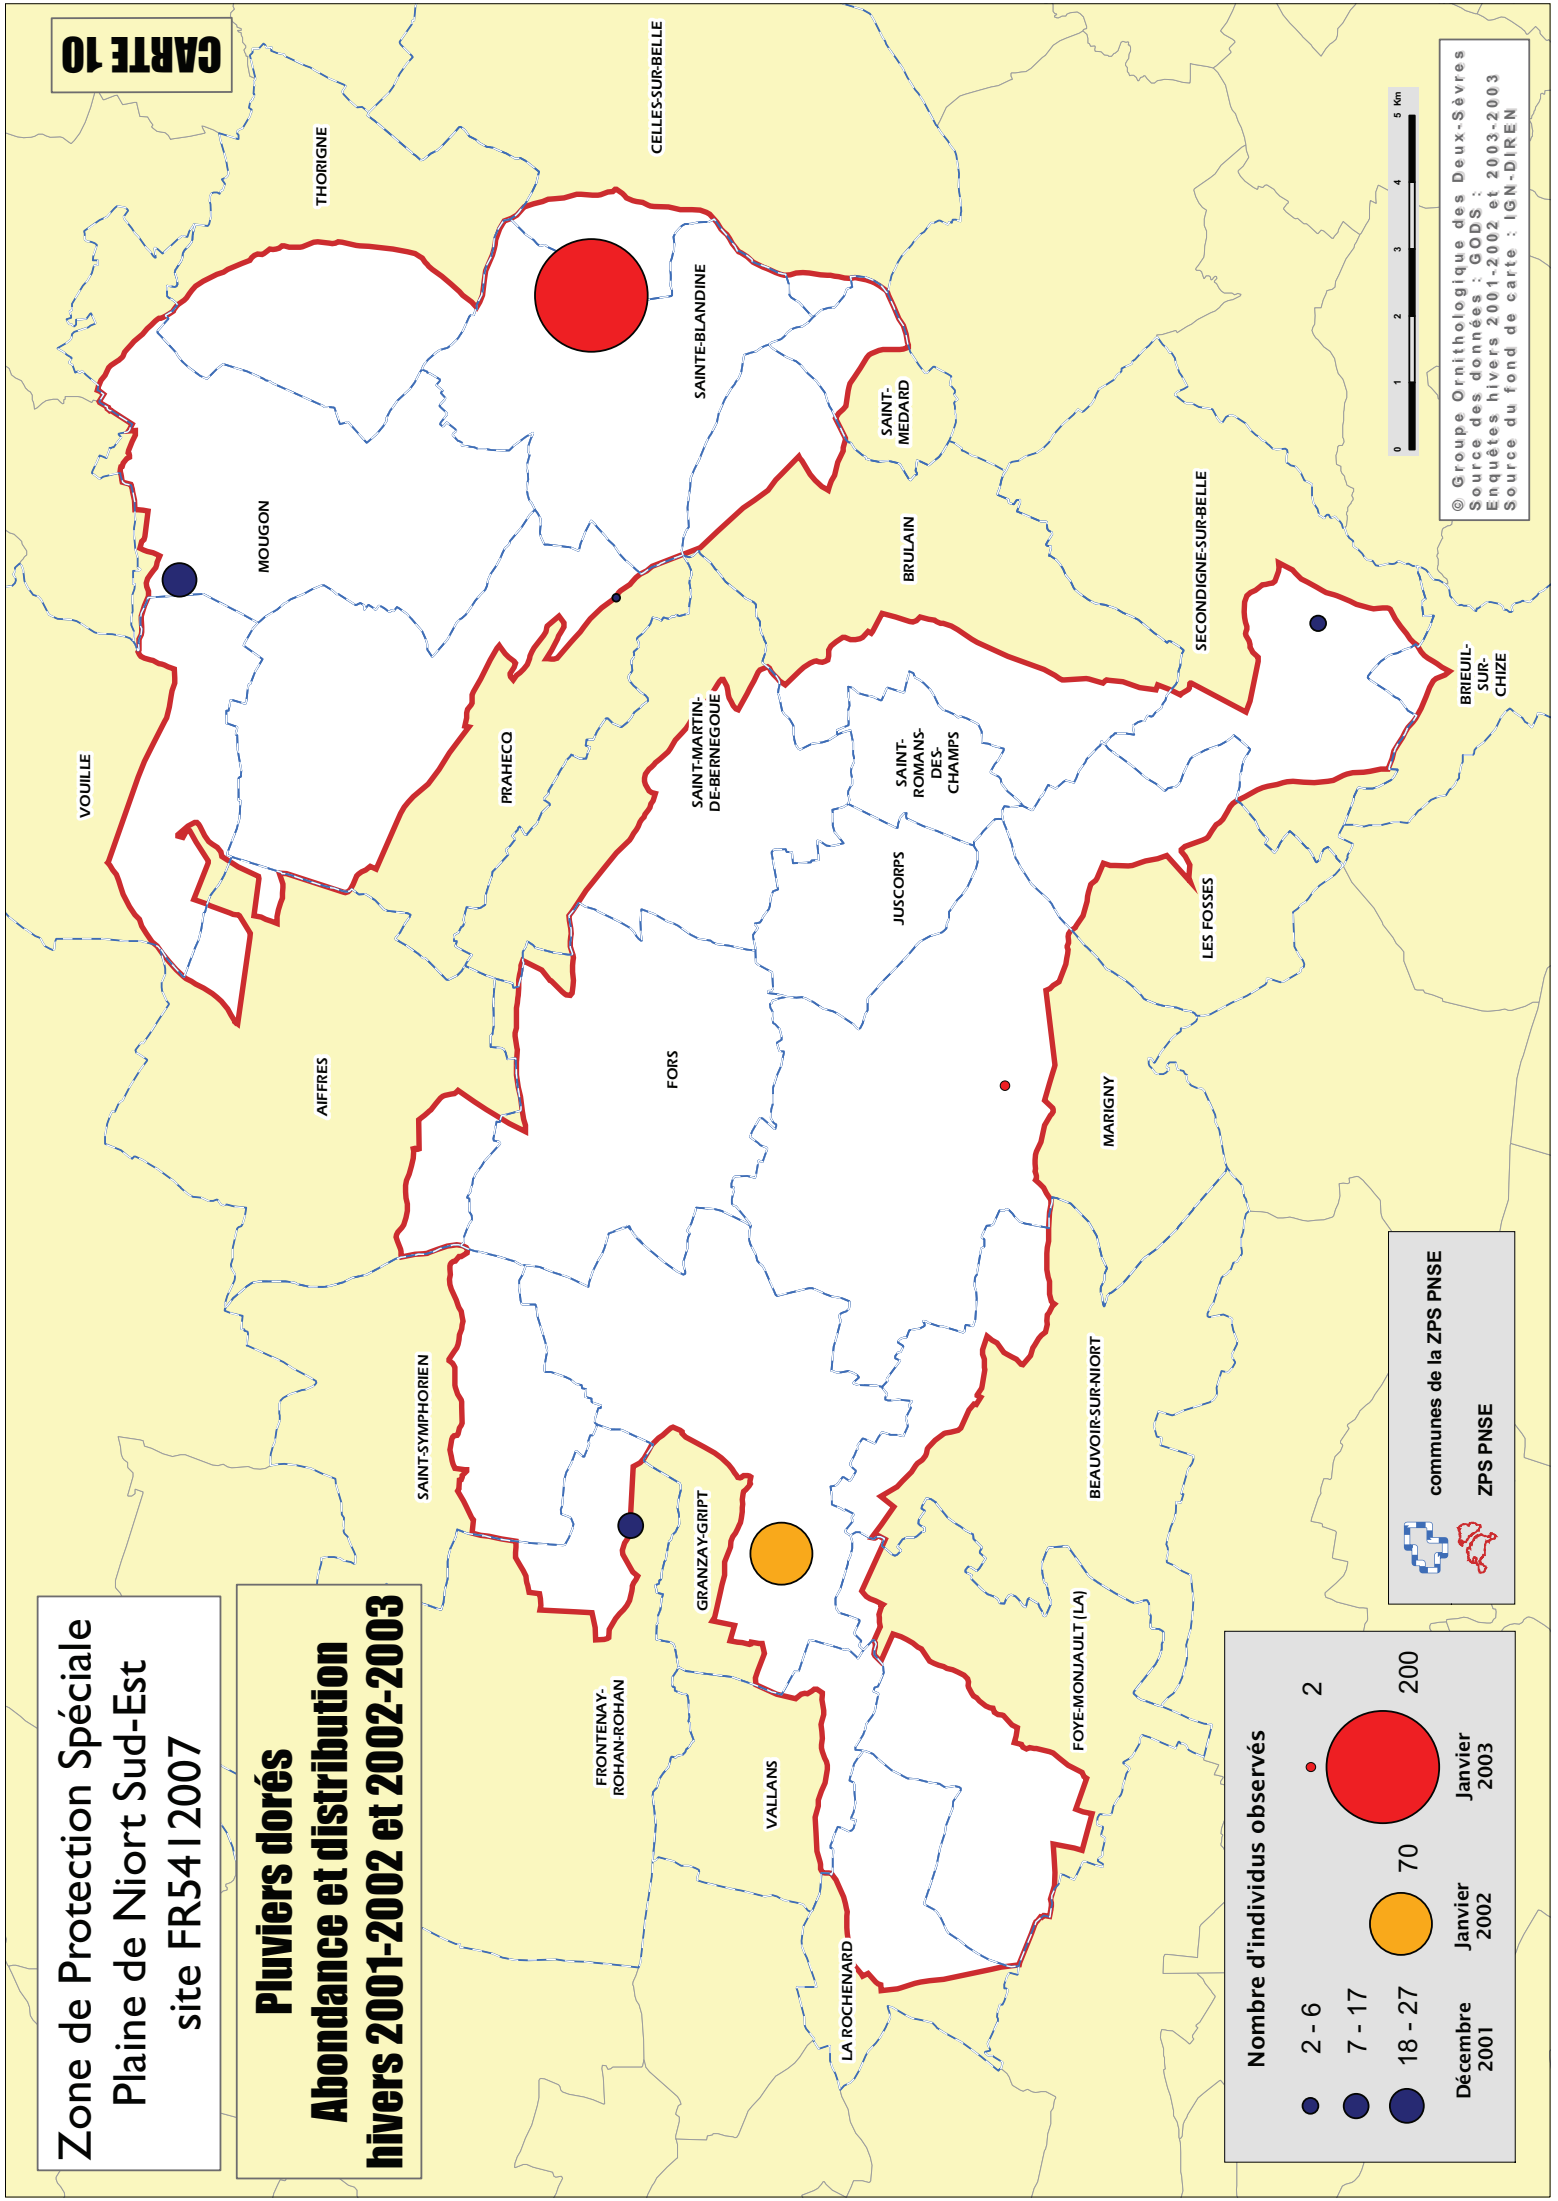 Zone de Protection Spéciale
Plaine de Niort Sud-Est
site FR5412007
Pluviers dorés
Abondance et distribution
hivers 2001-2002 et 2002-2003
CARTE 10
VOUILLE
THORIGNE
MOUGON
AIFFRES
CELLES-SUR-BELLE
SAINT-SYMPHORIEN
PRAHECQ
SAINTE-BLANDINE
FRONTENAY-
ROHAN-ROHAN
FORS
GRANZAY-GRIPT
SAINT-MARTIN-
DE-BERNEGOUE
VALLANS
SAINT-
MEDARD
BRULAIN
JUSCORPS
SAINT-
ROMANS-
DES-
CHAMPS
LA ROCHENARD
FOYE-MONJAULT (LA)
BEAUVOIR-SUR-NIORT
MARIGNY
LES FOSSES
SECONDIGNE-SUR-BELLE
BRIEUIL-
SUR-
CHIZE
Nombre d'individus observés
2 - 6
7 - 17
18 - 27
Décembre
2001
70
Janvier
2002
2
200
Janvier
2003
communes de la ZPS PNSE
ZPS PNSE
0 1 2 3 4 5 Km
© Groupe Ornithologique des Deux-Sèvres
Source des données : GODS :
Enquêtes hivers 2001-2002 et 2003-2003
Source du fond de carte : IGN-DIREN